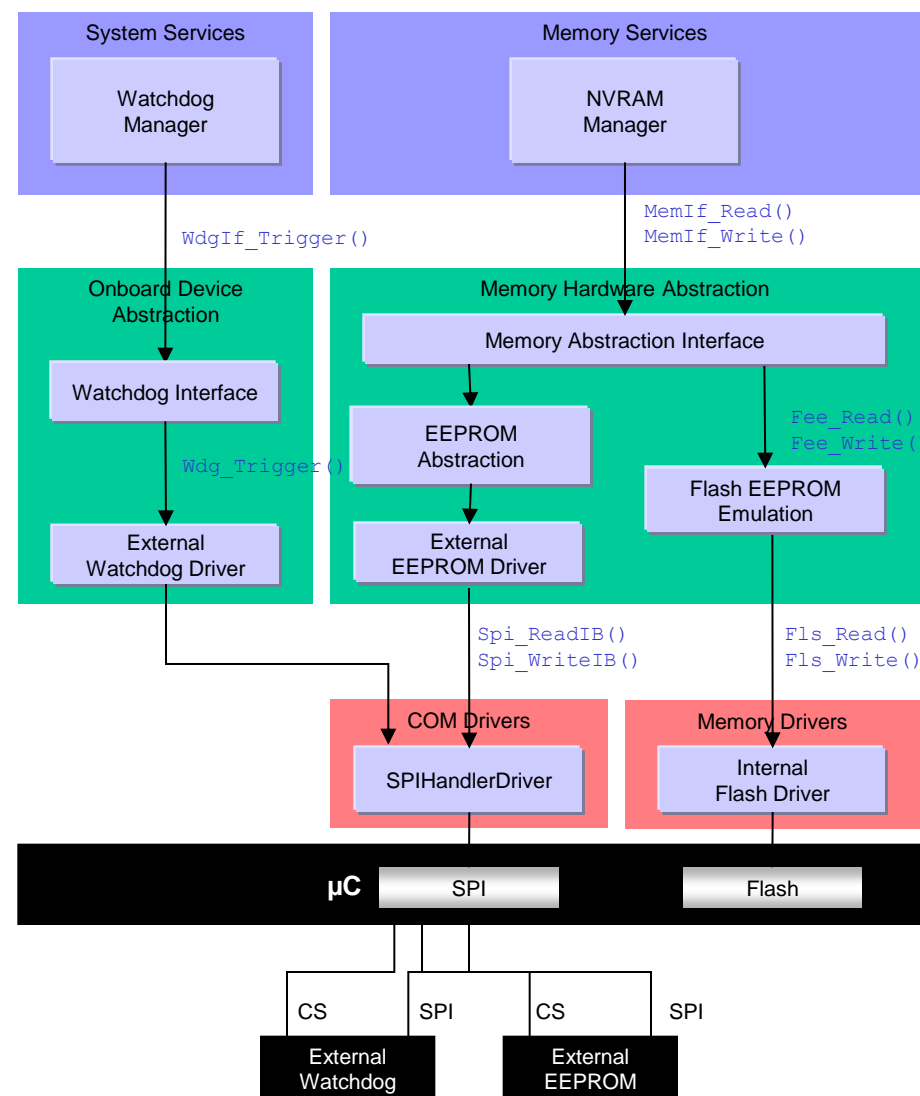 System Services
Memory Services
Watchdog
Manager
NVRAM
Manager
MemIf_Read()
MemIf_Write()
WdgIf_Trigger()
Onboard Device
Abstraction
Memory Hardware Abstraction
Memory Abstraction Interface
Watchdog Interface
EEPROM
Abstraction
Fee_Read()
Fee_Write(
Wdg_Trigger()
Flash EEPROM
Emulation
External
Watchdog Driver
External
EEPROM Driver
Spi_ReadIB()
Spi_WriteIB()
Fls_Read()
Fls_Write()
COM Drivers
Memory Drivers
SPIHandlerDriver
Internal
Flash Driver
µC
SPI
Flash
CS
SPI
CS
SPI
External
Watchdog
External
EEPROM